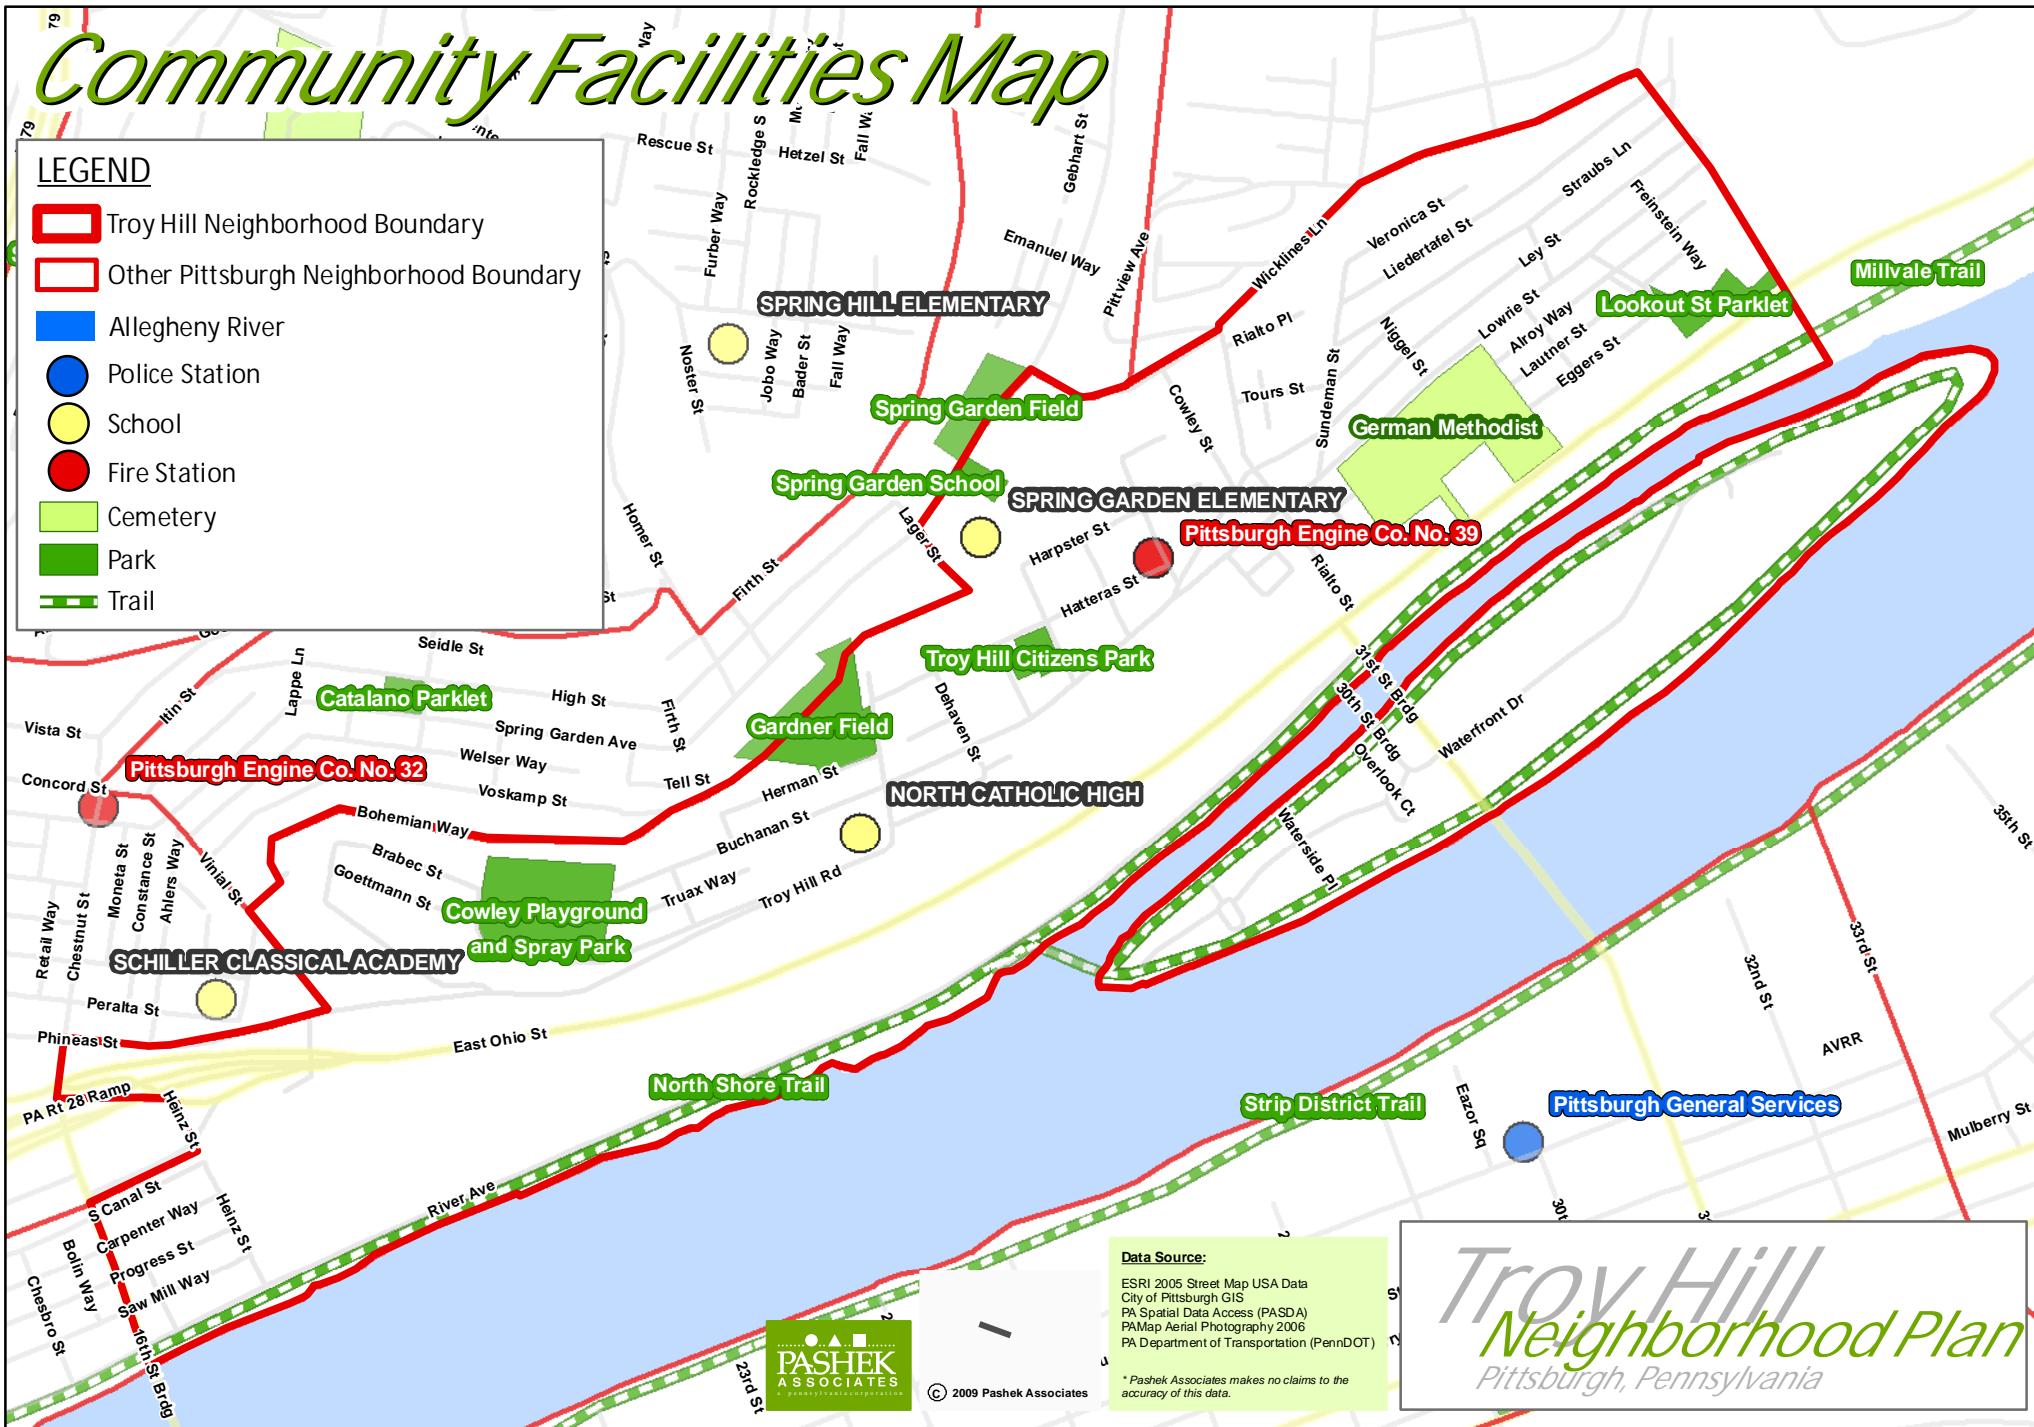 Community Facilities Map
LEGEND
Troy Hill Neighborhood Boundary
Other Pittsburgh Neighborhood Boundary
Allegheny River
Police Station
School
Fire Station
Cemetery
Park
Trail
79
79
Way
Rescue St
Hetzel St
Fall
Gebhart St
Furber Way
Emanuel Way
Pittview Ave
Wicklines Ln
Veronica St
Liedertafel St
Straubs Ln
Freinstein Way
Ley St
Millvale Trail
Lookout St Parklet
SPRING HILL ELEMENTARY
Noster St
Jobo Way
Bader St
Fall Way
Rialto Pl
Lowrie St
Alroy Way
Lautner St
Eggers St
Niggel St
Tours St
Sundeman St
Cowley St
Spring Garden Field
German Methodist
Spring Garden School
SPRING GARDEN ELEMENTARY
Pittsburgh Engine Co. No. 39
Homer St
Lager St
Harpster St
Firth St
Hatteras St
Rialto St
St
Seidle St
Lappe Ln
Itin St
Catalano Parklet
High St
Troy Hill Citizens Park
31st St Brdg
30th St Brdg
Vista St
Spring Garden Ave
Firth St
Gardner Field
Dehaven St
Waterfront Dr
Welser Way
Overlook Ct
Pittsburgh Engine Co. No. 32
Concord St
Voskamp St
Tell St
Herman St
NORTH CATHOLIC HIGH
Bohemian Way
Buchanan St
Waterside Pl
35th St
Moneta St
Constance St
Ahlers Way
Vinial St
Brabec St
Goettmann St
Truax Way
Troy Hill Rd
Retail Way
Chestnut St
Cowley Playground
and Spray Park
33rd St
SCHILLER CLASSICAL ACADEMY
32nd St
Peralta St
Phineas St
East Ohio St
AVRR
PA Rt 28 Ramp
Heinz St
North Shore Trail
Strip District Trail
Eazor Sq
Pittsburgh General Services
Mulberry St
River Ave
S Canal St
Carpenter Way
Heinz St
Progress St
Bolin Way
Saw Mill Way
Chesbro St
16th St Brdg
23rd St
PASHEK
ASSOCIATES
a pennsylvania corporation
© 2009 Pashek Associates
Data Source:
ESRI 2005 Street Map USA Data
City of Pittsburgh GIS
PA Spatial Data Access (PASDA)
PAMap Aerial Photography 2006
PA Department of Transportation (PennDOT)
* Pashek Associates makes no claims to the
accuracy of this data.
Troy Hill
Neighborhood Plan
Pittsburgh, Pennsylvania